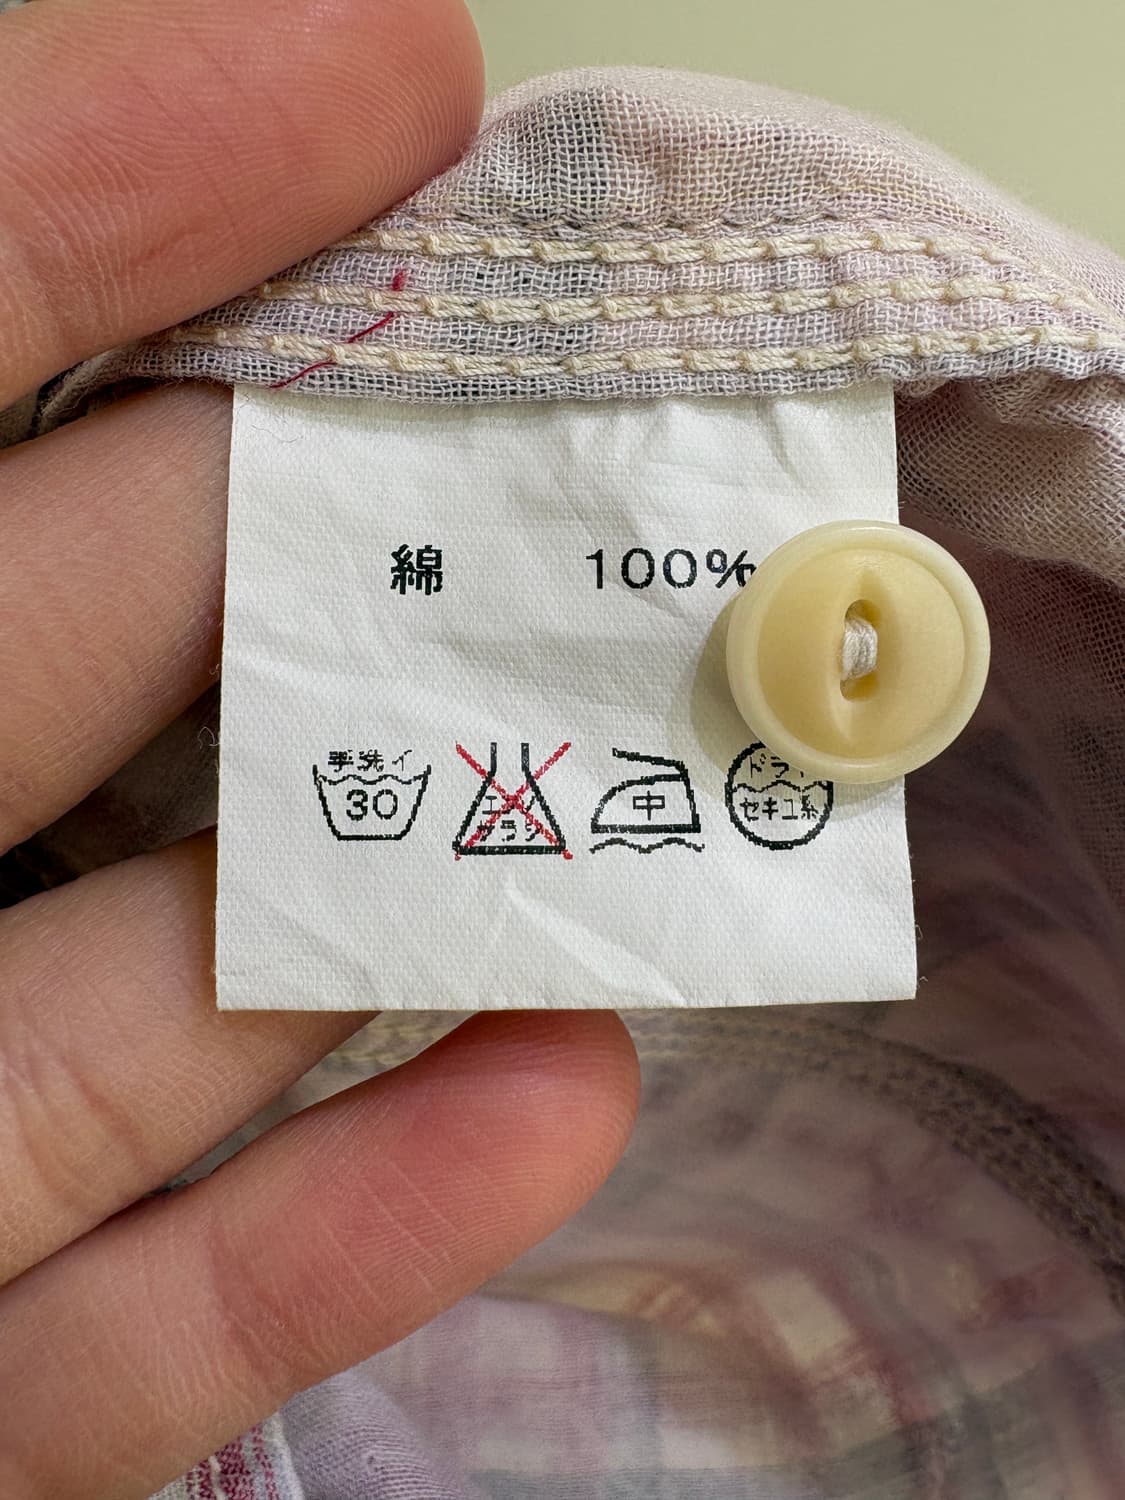 綿 100%
手洗イ
30
エンソ
サラシ
中
ドライ
セキユ系